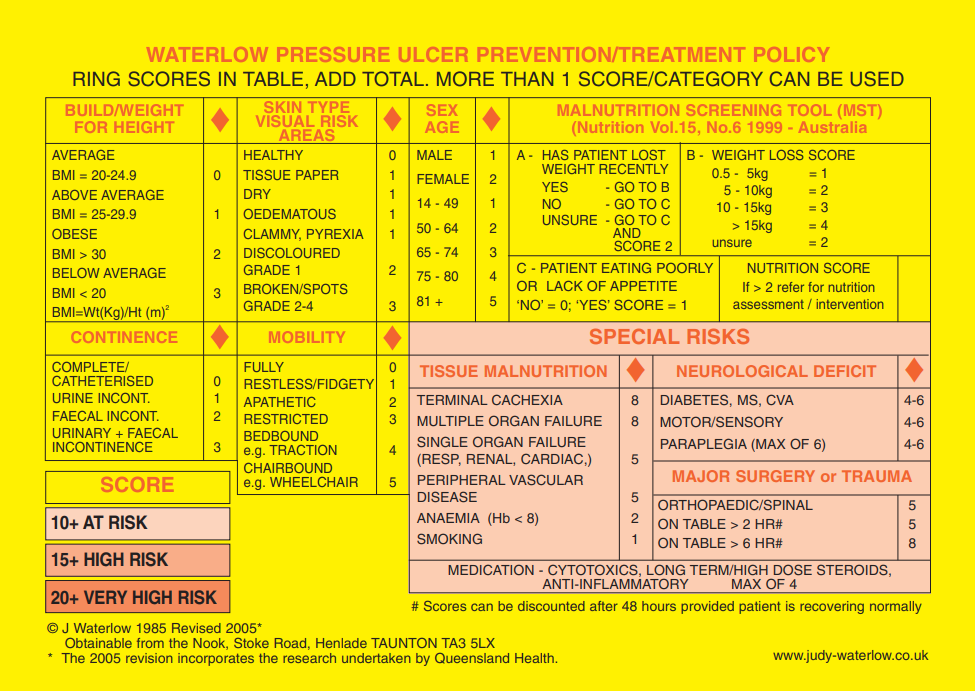 WATERLOW PRESSURE ULCER PREVENTION/TREATMENT POLICY
RING SCORES IN TABLE, ADD TOTAL. MORE THAN 1 SCORE/CATEGORY CAN BE USED
BUILD/WEIGHT
FOR HEIGHT
AVERAGE
BMI = 20-24.9 0
ABOVE AVERAGE
BMI = 25-29.9 1
OBESE
BMI > 30 2
BELOW AVERAGE
BMI < 20 3
BMI=Wt(Kg)/Ht (m)²
SKIN TYPE
VISUAL RISK
AREAS
HEALTHY 0
TISSUE PAPER 1
DRY 1
OEDEMATOUS 1
CLAMMY, PYREXIA 1
DISCOLOURED
GRADE 1 2
BROKEN/SPOTS
GRADE 2-4 3
SEX
AGE
MALE 1
FEMALE 2
14 - 49 1
50 - 64 2
65 - 74 3
75 - 80 4
81 + 5
MALNUTRITION SCREENING TOOL (MST)
(Nutrition Vol.15, No.6 1999 - Australia
A - HAS PATIENT LOST
WEIGHT RECENTLY
YES - GO TO B
NO - GO TO C
UNSURE - GO TO C
AND
SCORE 2
B - WEIGHT LOSS SCORE
0.5 - 5kg = 1
5 - 10kg = 2
10 - 15kg = 3
> 15kg = 4
unsure = 2
C - PATIENT EATING POORLY
OR LACK OF APPETITE
‘NO’ = 0; ‘YES’ SCORE = 1
NUTRITION SCORE
If > 2 refer for nutrition
assessment / intervention
CONTINENCE
COMPLETE/
CATHETERISED 0
URINE INCONT. 1
FAECAL INCONT. 2
URINARY + FAECAL
INCONTINENCE 3
MOBILITY
FULLY 0
RESTLESS/FIDGETY 1
APATHETIC 2
RESTRICTED 3
BEDBOUND
e.g. TRACTION 4
CHAIRBOUND
e.g. WHEELCHAIR 5
SPECIAL RISKS
TISSUE MALNUTRITION
TERMINAL CACHEXIA 8
MULTIPLE ORGAN FAILURE 8
SINGLE ORGAN FAILURE
(RESP, RENAL, CARDIAC,) 5
PERIPHERAL VASCULAR
DISEASE 5
ANAEMIA (Hb < 8) 2
SMOKING 1
NEUROLOGICAL DEFICIT
DIABETES, MS, CVA 4-6
MOTOR/SENSORY 4-6
PARAPLEGIA (MAX OF 6) 4-6
MAJOR SURGERY or TRAUMA
ORTHOPAEDIC/SPINAL 5
ON TABLE > 2 HR# 5
ON TABLE > 6 HR# 8
MEDICATION - CYTOTOXICS, LONG TERM/HIGH DOSE STEROIDS,
ANTI-INFLAMMATORY MAX OF 4
SCORE
10+ AT RISK
15+ HIGH RISK
20+ VERY HIGH RISK
# Scores can be discounted after 48 hours provided patient is recovering normally
© J Waterlow 1985 Revised 2005*
Obtainable from the Nook, Stoke Road, Henlade TAUNTON TA3 5LX
* The 2005 revision incorporates the research undertaken by Queensland Health.
www.judy-waterlow.co.uk